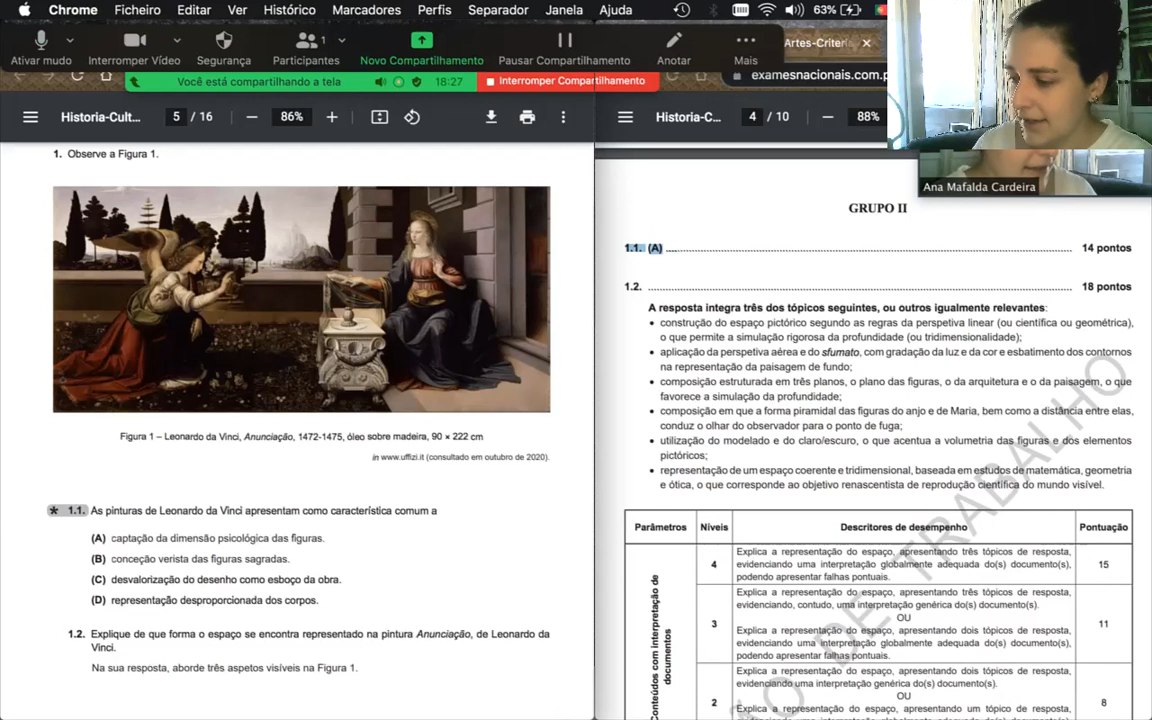 Chrome Ficheiro Editar Ver Histórico Marcadores Perfis Separador Janela Ajuda 63%
Ativar mudo Interromper Vídeo Segurança Participantes 1 Novo Compartilhamento Pausar Compartilhamento Anotar Mais
Artes-Criter
Você está compartilhando a tela 18:27 Interromper Compartilhamento
examesnacionais.com.p
Historia-Cult... 5 / 16 86%
Historia-C... 4 / 10 88%
Ana Mafalda Cardeira
1. Observe a Figura 1.
Figura 1 – Leonardo da Vinci, Anunciação, 1472-1475, óleo sobre madeira, 90 × 222 cm
in www.uffizi.it (consultado em outubro de 2020).
* 1.1. As pinturas de Leonardo da Vinci apresentam como característica comum a
(A) captação da dimensão psicológica das figuras.
(B) conceção verista das figuras sagradas.
(C) desvalorização do desenho como esboço da obra.
(D) representação desproporcionada dos corpos.
1.2. Explique de que forma o espaço se encontra representado na pintura Anunciação, de Leonardo da
Vinci.
Na sua resposta, aborde três aspetos visíveis na Figura 1.
GRUPO II
1.1. (A) .... 14 pontos
1.2. .... 18 pontos
A resposta integra três dos tópicos seguintes, ou outros igualmente relevantes:
• construção do espaço pictórico segundo as regras da perspetiva linear (ou científica ou geométrica),
o que permite a simulação rigorosa da profundidade (ou tridimensionalidade);
• aplicação da perspetiva aérea e do sfumato, com gradação da luz e da cor e esbatimento dos contornos
na representação da paisagem de fundo;
• composição estruturada em três planos, o plano das figuras, o da arquitetura e o da paisagem, o que
favorece a simulação da profundidade;
• composição em que a forma piramidal das figuras do anjo e de Maria, bem como a distância entre elas,
conduz o olhar do observador para o ponto de fuga;
• utilização do modelado e do claro/escuro, o que acentua a volumetria das figuras e dos elementos
pictóricos;
• representação de um espaço coerente e tridimensional, baseada em estudos de matemática, geometria
e ótica, o que corresponde ao objetivo renascentista de reprodução científica do mundo visível.
Parâmetros Níveis Descritores de desempenho Pontuação
Conteúdos com interpretação de
documentos
4
Explica a representação do espaço, apresentando três tópicos de resposta,
evidenciando uma interpretação globalmente adequada do(s) documento(s),
podendo apresentar falhas pontuais.
15
3
Explica a representação do espaço, apresentando três tópicos de resposta,
evidenciando, contudo, uma interpretação genérica do(s) documento(s).
OU
Explica a representação do espaço, apresentando dois tópicos de resposta,
evidenciando uma interpretação globalmente adequada do(s) documento(s),
podendo apresentar falhas pontuais.
11
2
Explica a representação do espaço, apresentando dois tópicos de resposta,
evidenciando uma interpretação genérica do(s) documento(s).
OU
Explica a representação do espaço, apresentando um tópico de resposta,
8
DE TRABALHO